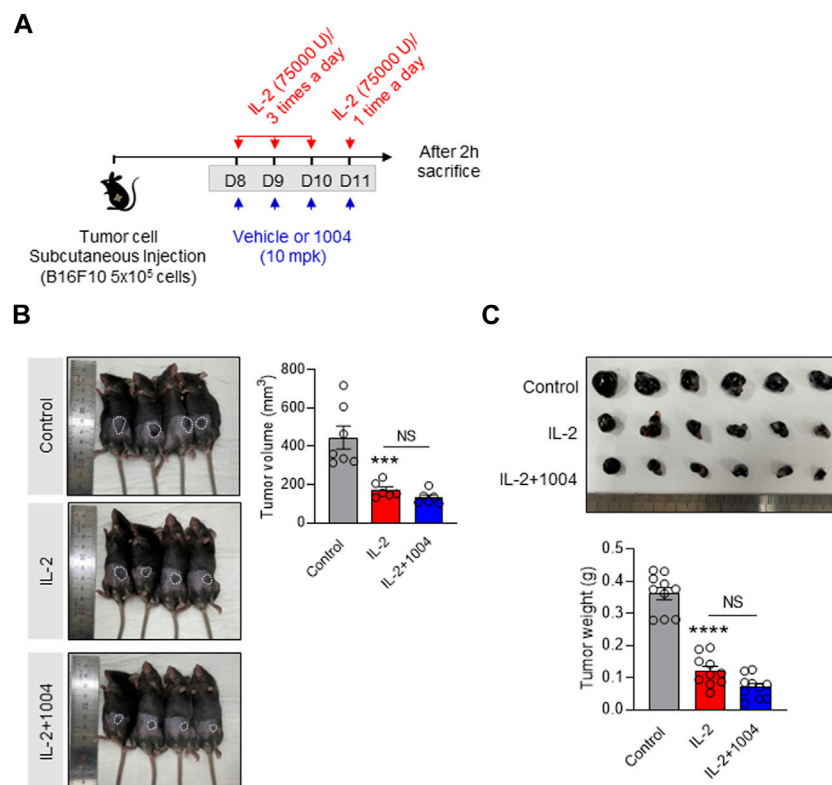 A
IL-2 (75000 U)/
3 times a day
IL-2 (75000 U)/
1 time a day
After 2h
sacrifice
D8 D9 D10 D11
Tumor cell
Subcutaneous Injection
(B16F10 5x10⁵ cells)
Vehicle or 1004
(10 mpk)
B
Control
IL-2
IL-2+1004
Tumor volume (mm³)
800
600
400
200
0
NS
***
Control
IL-2
IL-2+1004
C
Control
IL-2
IL-2+1004
Tumor weight (g)
0.5
0.4
0.3
0.2
0.1
0.0
NS
****
Control
IL-2
IL-2+1004